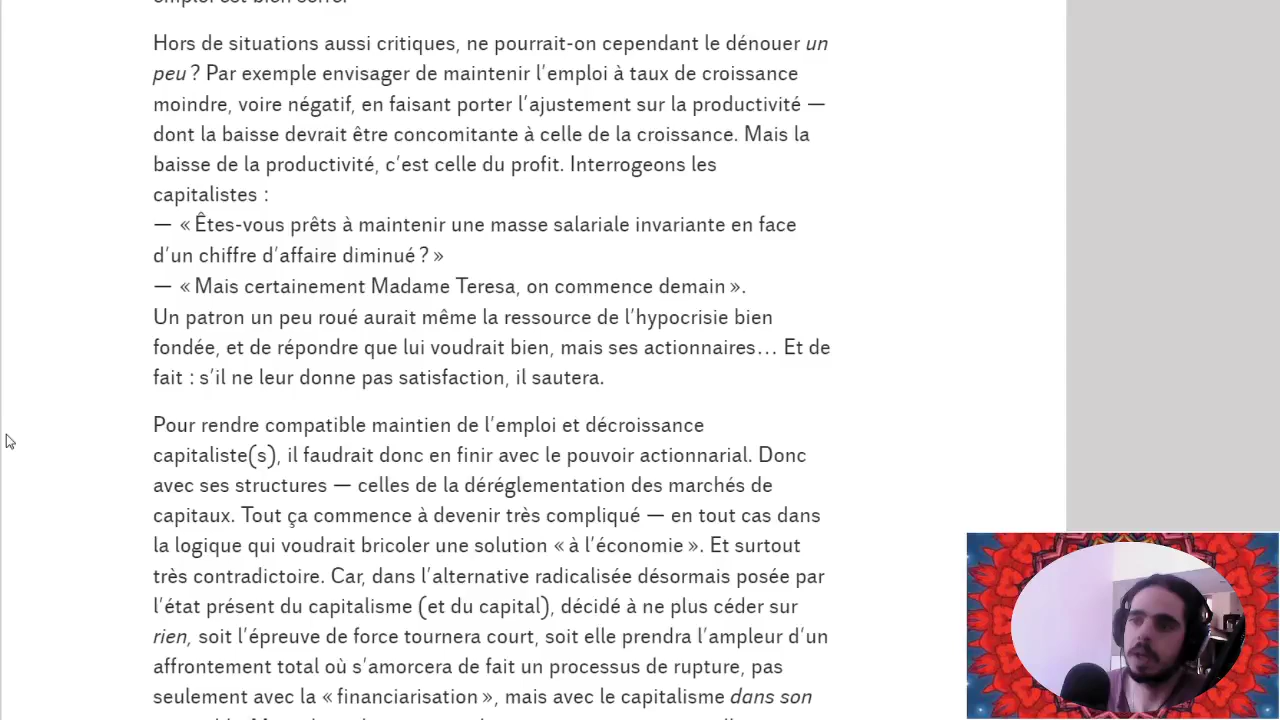 Hors de situations aussi critiques, ne pourrait-on cependant le dénouer un
peu ? Par exemple envisager de maintenir l’emploi à taux de croissance
moindre, voire négatif, en faisant porter l’ajustement sur la productivité —
dont la baisse devrait être concomitante à celle de la croissance. Mais la
baisse de la productivité, c’est celle du profit. Interrogeons les
capitalistes :
— « Êtes-vous prêts à maintenir une masse salariale invariante en face
d’un chiffre d’affaire diminué ? »
— « Mais certainement Madame Teresa, on commence demain ».
Un patron un peu roué aurait même la ressource de l’hypocrisie bien
fondée, et de répondre que lui voudrait bien, mais ses actionnaires… Et de
fait : s’il ne leur donne pas satisfaction, il sautera.
Pour rendre compatible maintien de l’emploi et décroissance
capitaliste(s), il faudrait donc en finir avec le pouvoir actionnarial. Donc
avec ses structures — celles de la déréglementation des marchés de
capitaux. Tout ça commence à devenir très compliqué — en tout cas dans
la logique qui voudrait bricoler une solution « à l’économie ». Et surtout
très contradictoire. Car, dans l’alternative radicalisée désormais posée par
l’état présent du capitalisme (et du capital), décidé à ne plus céder sur
rien, soit l’épreuve de force tournera court, soit elle prendra l’ampleur d’un
affrontement total où s’amorcera de fait un processus de rupture, pas
seulement avec la « financiarisation », mais avec le capitalisme dans son